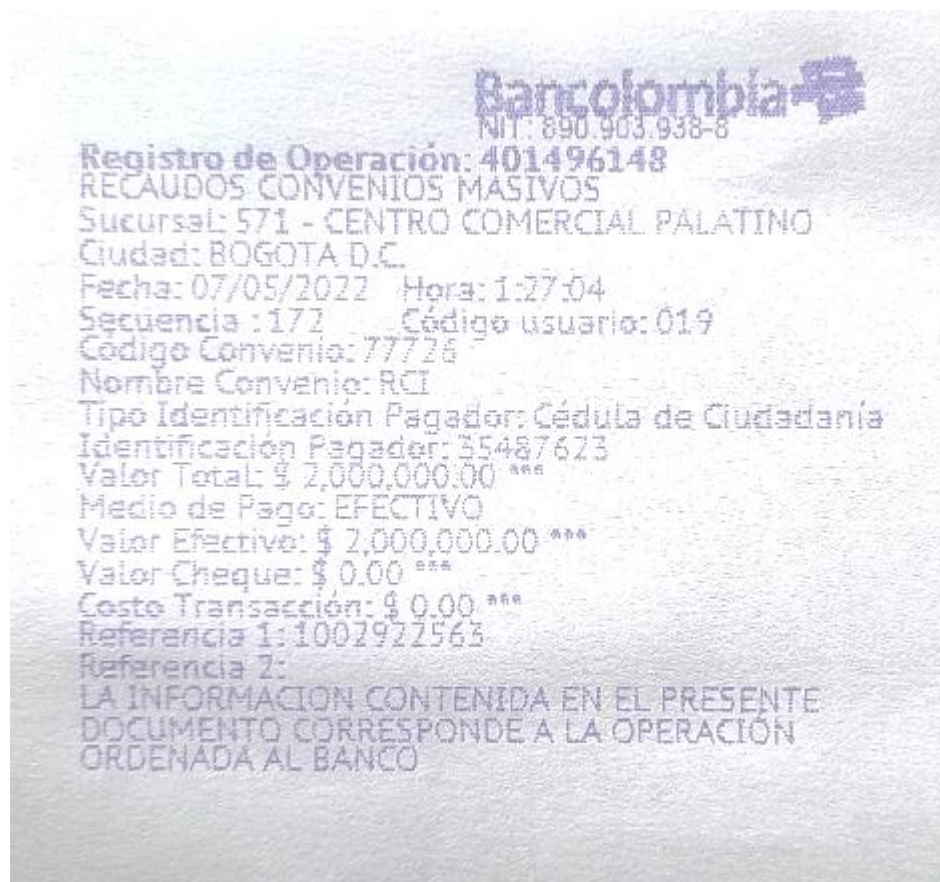 Bancolombia
NIT: 890.903.938-8
Registro de Operación: 401496148
RECAUDOS CONVENIOS MASIVOS
Sucursal: 571 - CENTRO COMERCIAL PALATINO
Ciudad: BOGOTA D.C.
Fecha: 07/05/2022 Hora: 1:27:04
Secuencia : 172 Código usuario: 019
Código Convenio: 77726
Nombre Convenio: RCI
Tipo Identificación Pagador: Cédula de Ciudadanía
Identificación Pagador: 35487623
Valor Total: $ 2,000,000.00 ***
Medio de Pago: EFECTIVO
Valor Efectivo: $ 2,000,000.00 ***
Valor Cheque: $ 0.00 ***
Costo Transacción: $ 0.00 ***
Referencia 1: 1002922563
Referencia 2:
LA INFORMACION CONTENIDA EN EL PRESENTE
DOCUMENTO CORRESPONDE A LA OPERACIÓN
ORDENADA AL BANCO